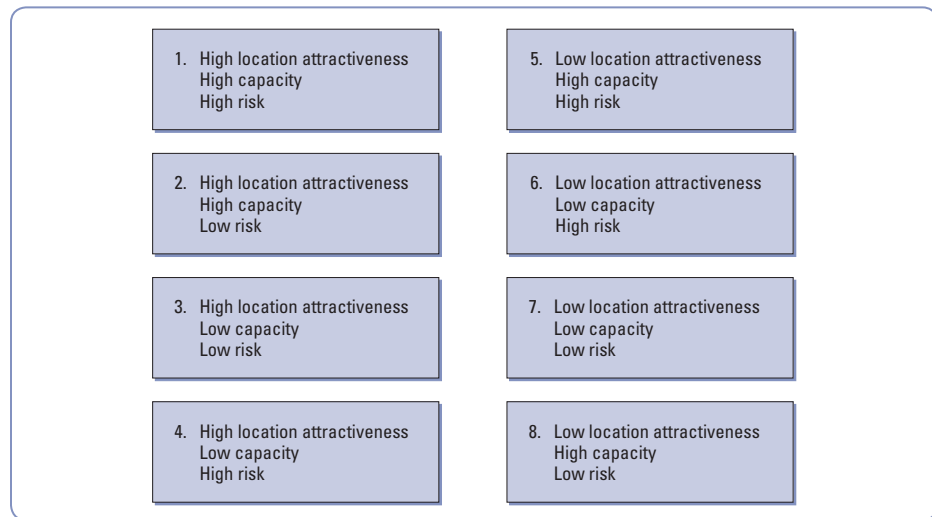 1. High location attractiveness
High capacity
High risk
2. High location attractiveness
High capacity
Low risk
3. High location attractiveness
Low capacity
Low risk
4. High location attractiveness
Low capacity
High risk
5. Low location attractiveness
High capacity
High risk
6. Low location attractiveness
Low capacity
High risk
7. Low location attractiveness
Low capacity
Low risk
8. Low location attractiveness
High capacity
Low risk